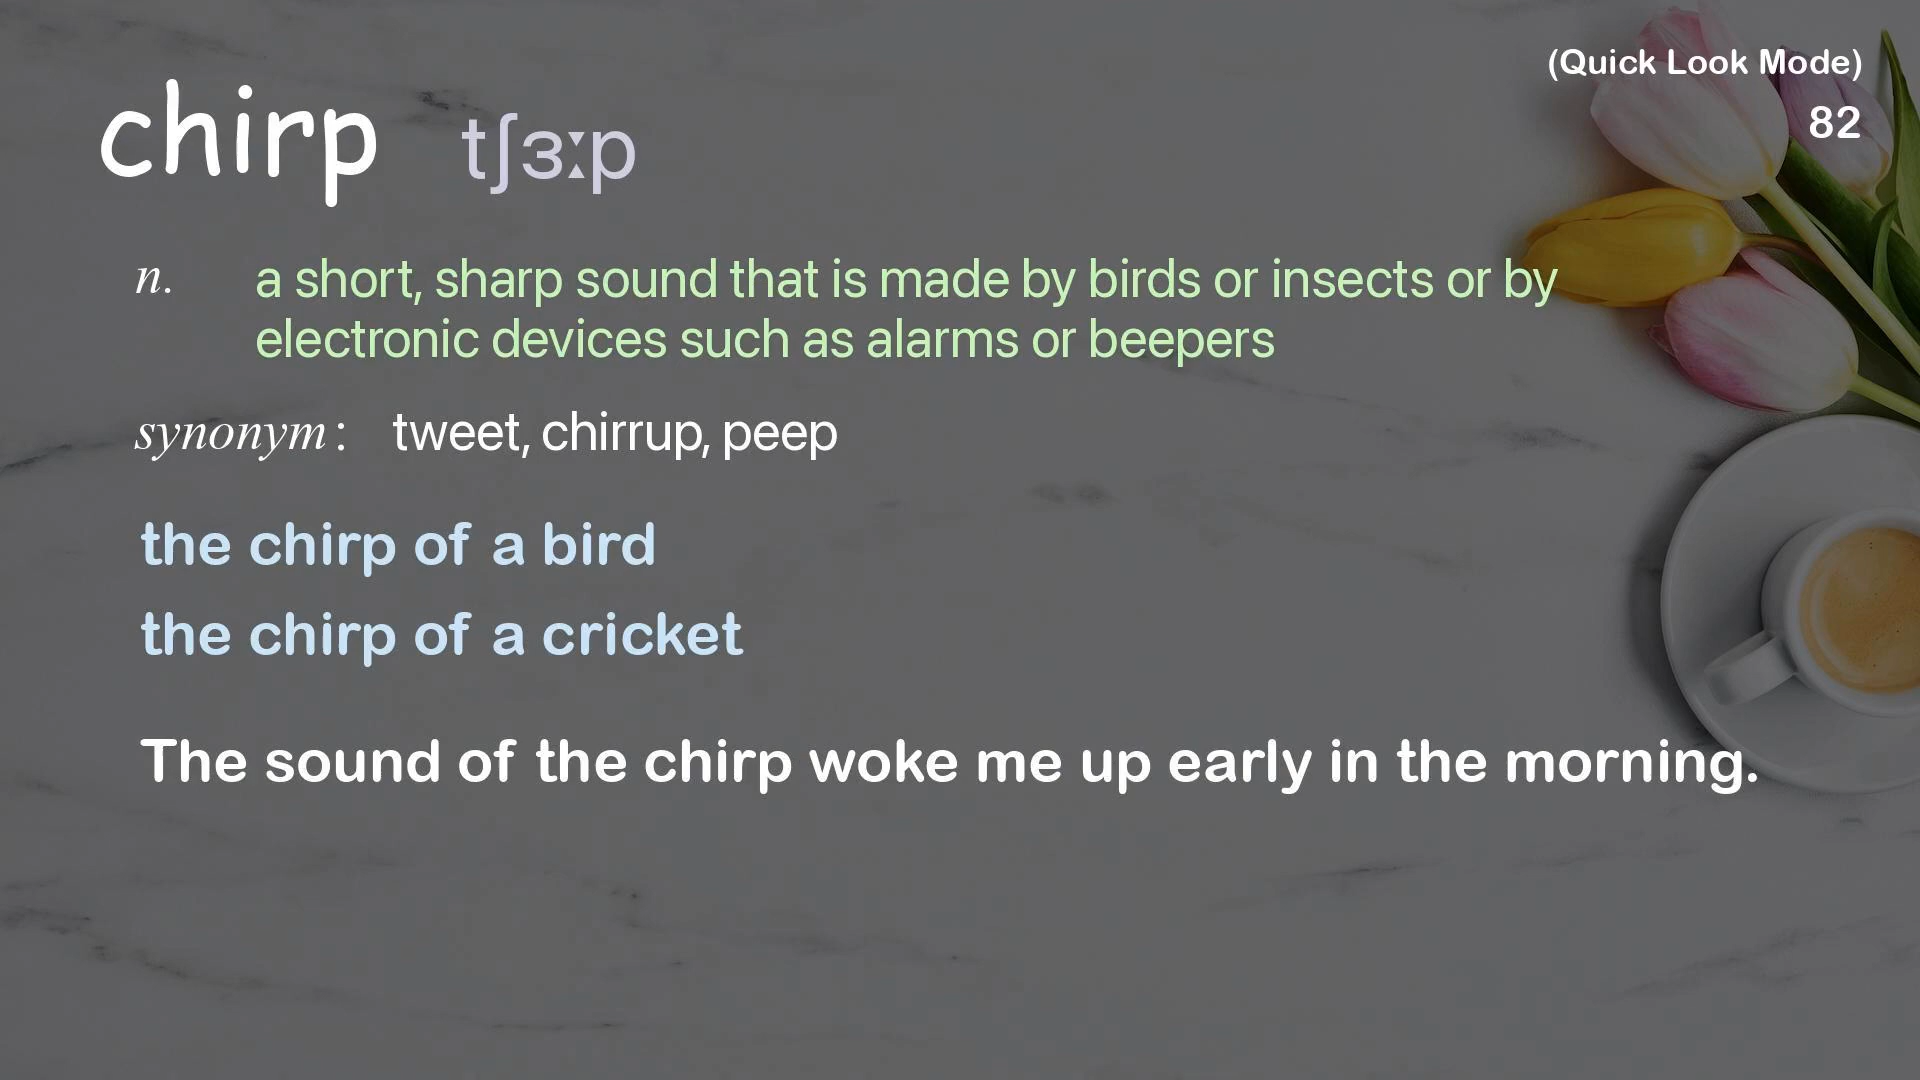 (Quick Look Mode)
82
chirp tʃɜːp
n. a short, sharp sound that is made by birds or insects or by
electronic devices such as alarms or beepers
synonym: tweet, chirrup, peep
the chirp of a bird
the chirp of a cricket
The sound of the chirp woke me up early in the morning.